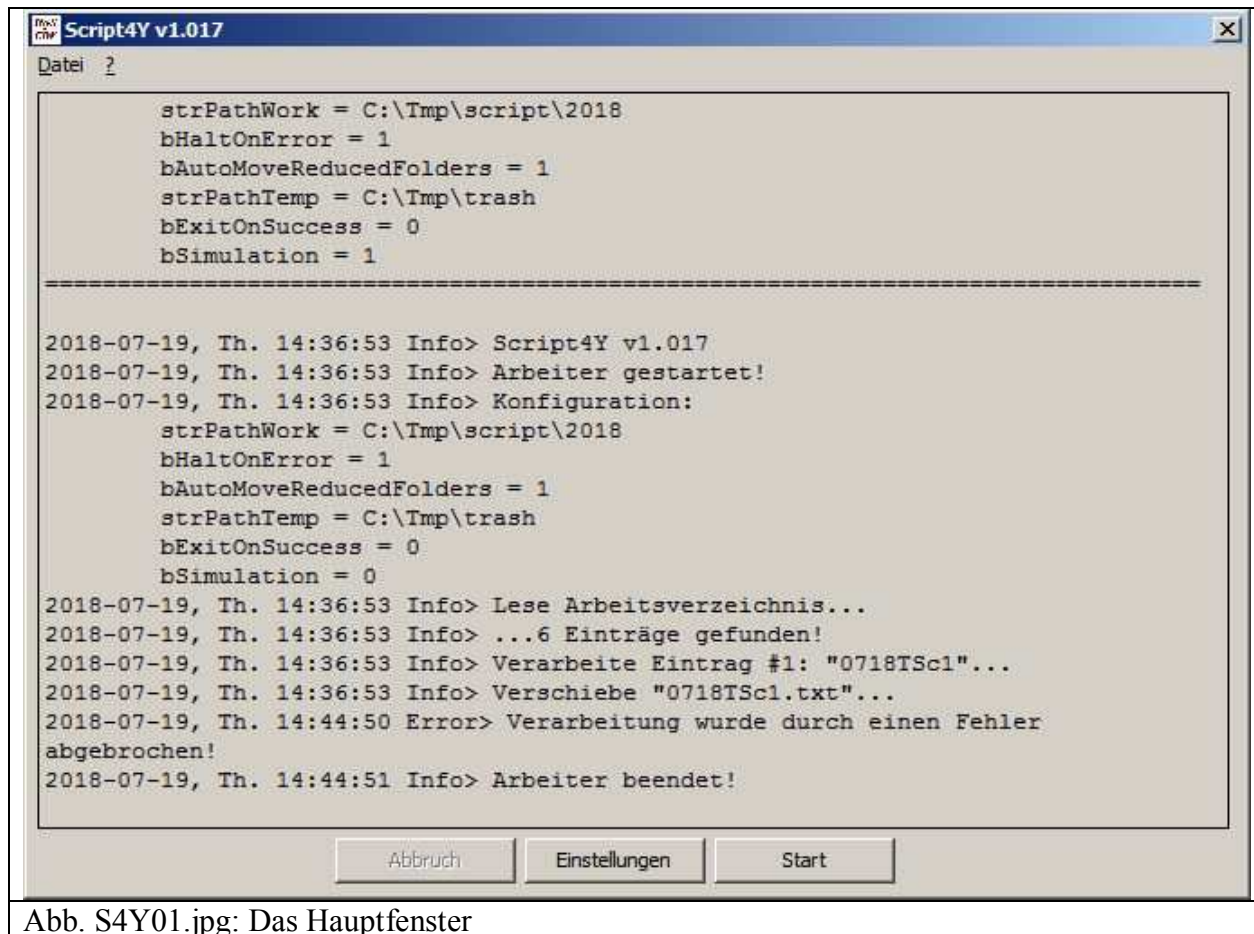 Script4Y v1.017
Datei ?
strPathWork = C:\Tmp\script\2018
bHaltOnError = 1
bAutoMoveReducedFolders = 1
strPathTemp = C:\Tmp\trash
bExitOnSuccess = 0
bSimulation = 1
================================================================================
2018-07-19, Th. 14:36:53 Info> Script4Y v1.017
2018-07-19, Th. 14:36:53 Info> Arbeiter gestartet!
2018-07-19, Th. 14:36:53 Info> Konfiguration:
strPathWork = C:\Tmp\script\2018
bHaltOnError = 1
bAutoMoveReducedFolders = 1
strPathTemp = C:\Tmp\trash
bExitOnSuccess = 0
bSimulation = 0
2018-07-19, Th. 14:36:53 Info> Lese Arbeitsverzeichnis...
2018-07-19, Th. 14:36:53 Info> ...6 Einträge gefunden!
2018-07-19, Th. 14:36:53 Info> Verarbeite Eintrag #1: "0718TSc1"...
2018-07-19, Th. 14:36:53 Info> Verschiebe "0718TSc1.txt"...
2018-07-19, Th. 14:44:50 Error> Verarbeitung wurde durch einen Fehler
abgebrochen!
2018-07-19, Th. 14:44:51 Info> Arbeiter beendet!
Abbruch Einstellungen Start
Abb. S4Y01.jpg: Das Hauptfenster